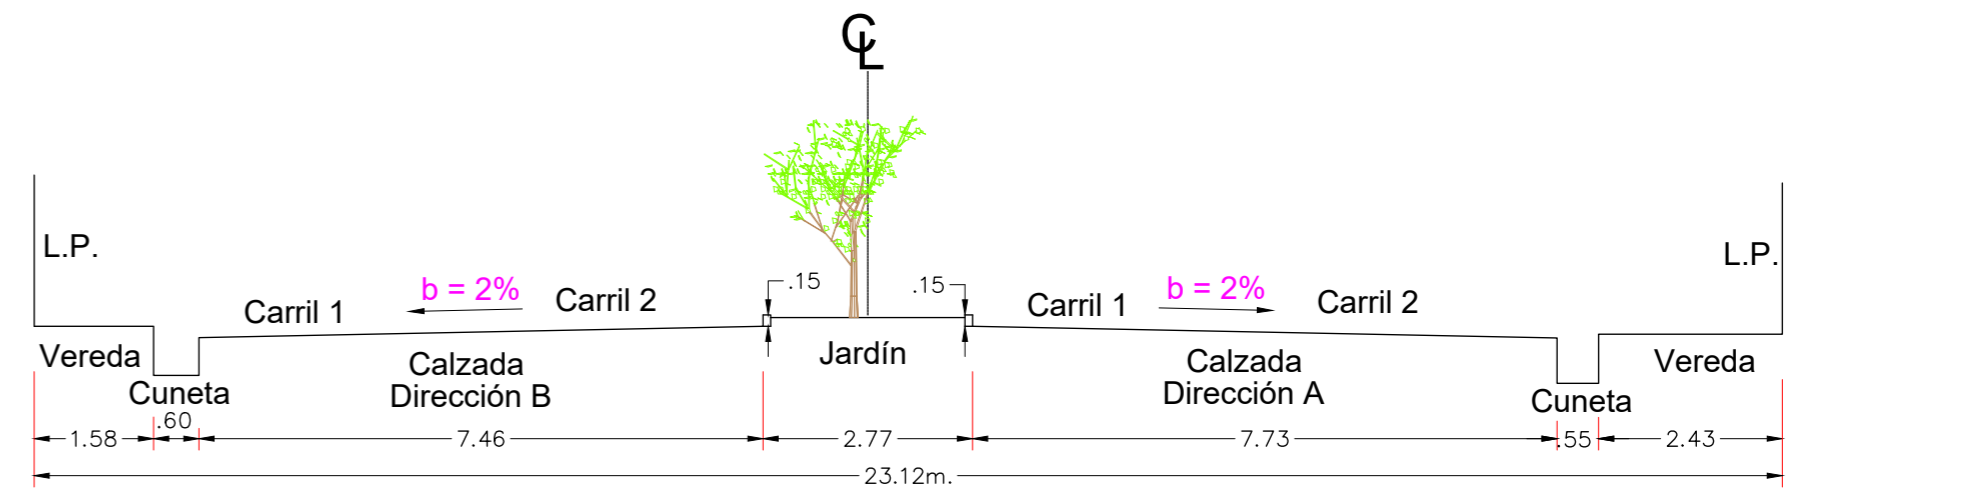 CL
L.P.
L.P.
b = 2%
b = 2%
.15
.15
Carril 1
Carril 2
Carril 1
Carril 2
Vereda
Cuneta
Calzada
Dirección B
Jardín
Calzada
Dirección A
Cuneta
Vereda
1.58
.60
7.46
2.77
7.73
.55
2.43
23.12m.